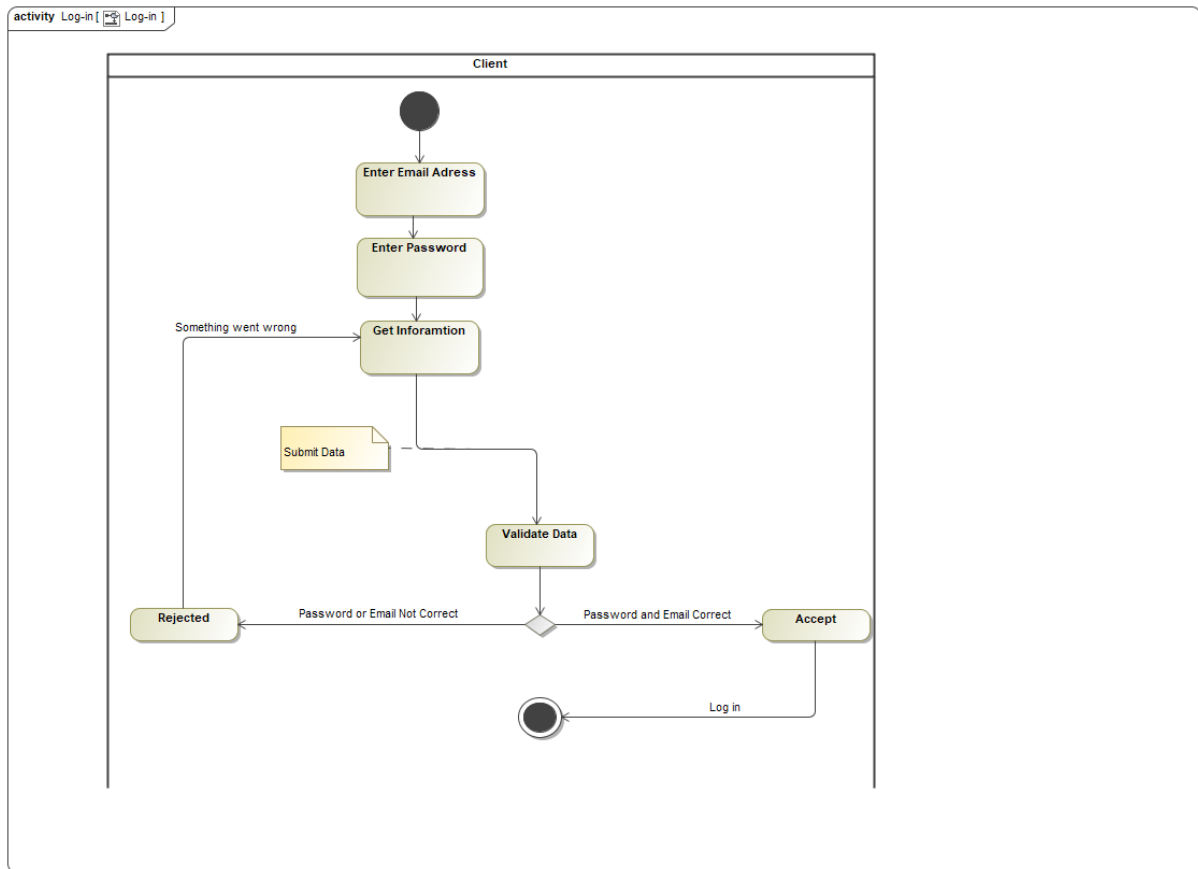 activity Log-in [ Log-in ]
Client
Enter Email Adress
Enter Password
Something went wrong
Get Inforamtion
Submit Data
Validate Data
Rejected
Password or Email Not Correct
Password and Email Correct
Accept
Log in